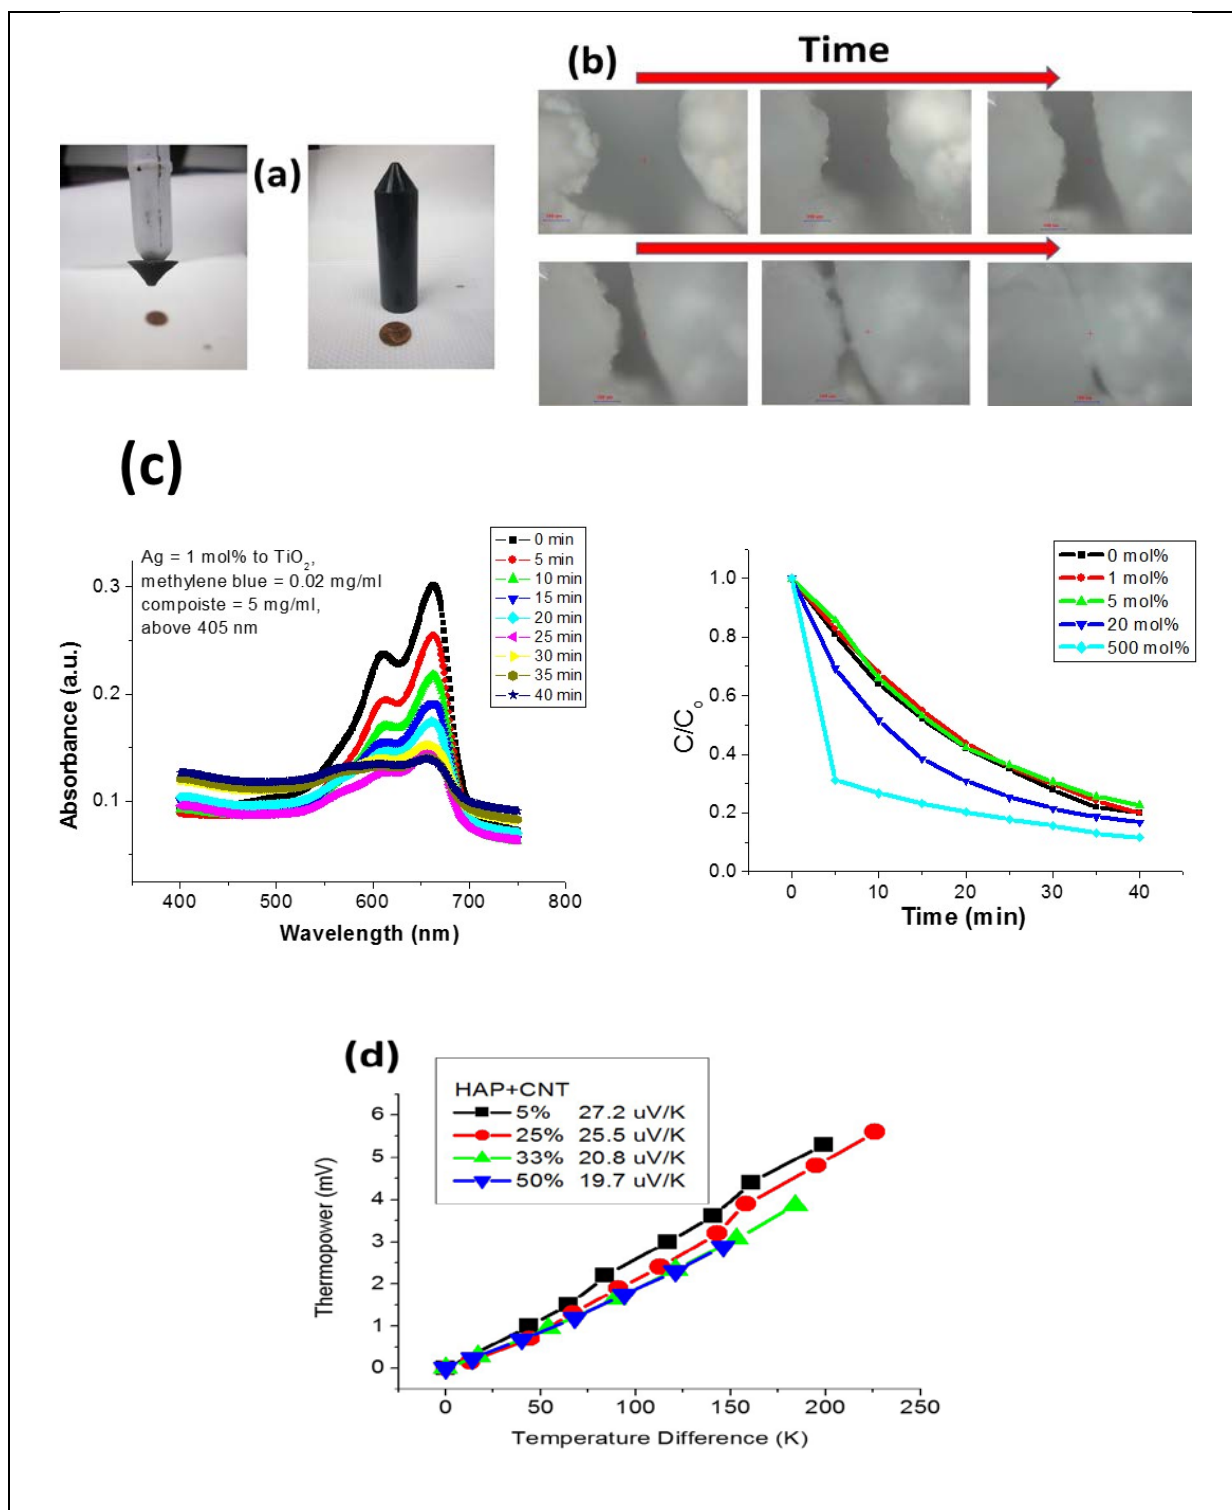 Time
(b)
(a)
(c)
Ag = 1 mol% to TiO2,
methylene blue = 0.02 mg/ml
compoiste = 5 mg/ml,
above 405 nm
0 min
5 min
10 min
15 min
20 min
25 min
30 min
35 min
40 min
0.3
0.2
0.1
Absorbance (a.u.)
400 500 600 700 800
Wavelength (nm)
0 mol%
1 mol%
5 mol%
20 mol%
500 mol%
1.0
0.8
0.6
0.4
0.2
0.0
C/Co
0 10 20 30 40
Time (min)
(d)
HAP+CNT
5% 27.2 uV/K
25% 25.5 uV/K
33% 20.8 uV/K
50% 19.7 uV/K
6
5
4
3
2
1
0
Thermopower (mV)
0 50 100 150 200 250
Temperature Difference (K)